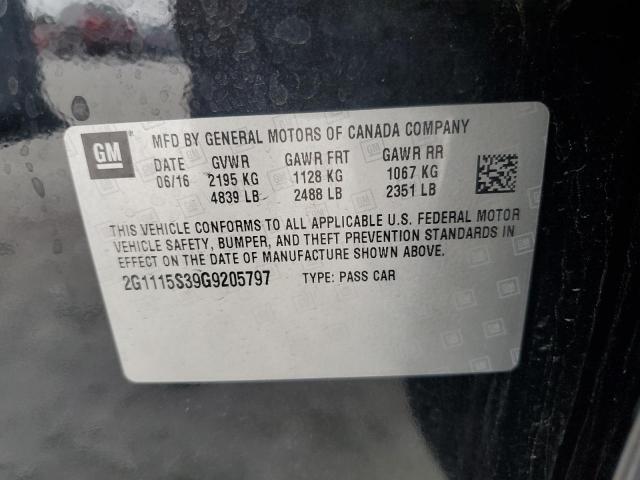 GM
MFD BY GENERAL MOTORS OF CANADA COMPANY
DATE GVWR GAWR FRT GAWR RR
06/16 2195 KG 1128 KG 1067 KG
4839 LB 2488 LB 2351 LB
THIS VEHICLE CONFORMS TO ALL APPLICABLE U.S. FEDERAL MOTOR
VEHICLE SAFETY, BUMPER, AND THEFT PREVENTION STANDARDS IN
EFFECT ON THE DATE OF MANUFACTURE SHOWN ABOVE.
2G1115S39G9205797 TYPE: PASS CAR